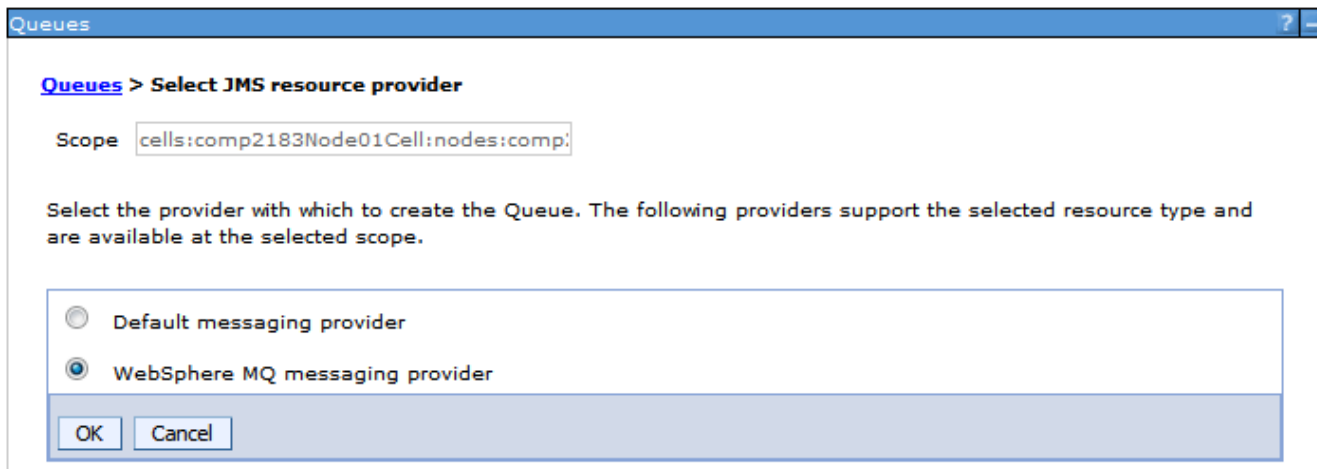 Queues ? –
Queues > Select JMS resource provider
Scope cells:comp2183Node01Cell:nodes:comp
Select the provider with which to create the Queue. The following providers support the selected resource type and
are available at the selected scope.
Default messaging provider
WebSphere MQ messaging provider
OK Cancel